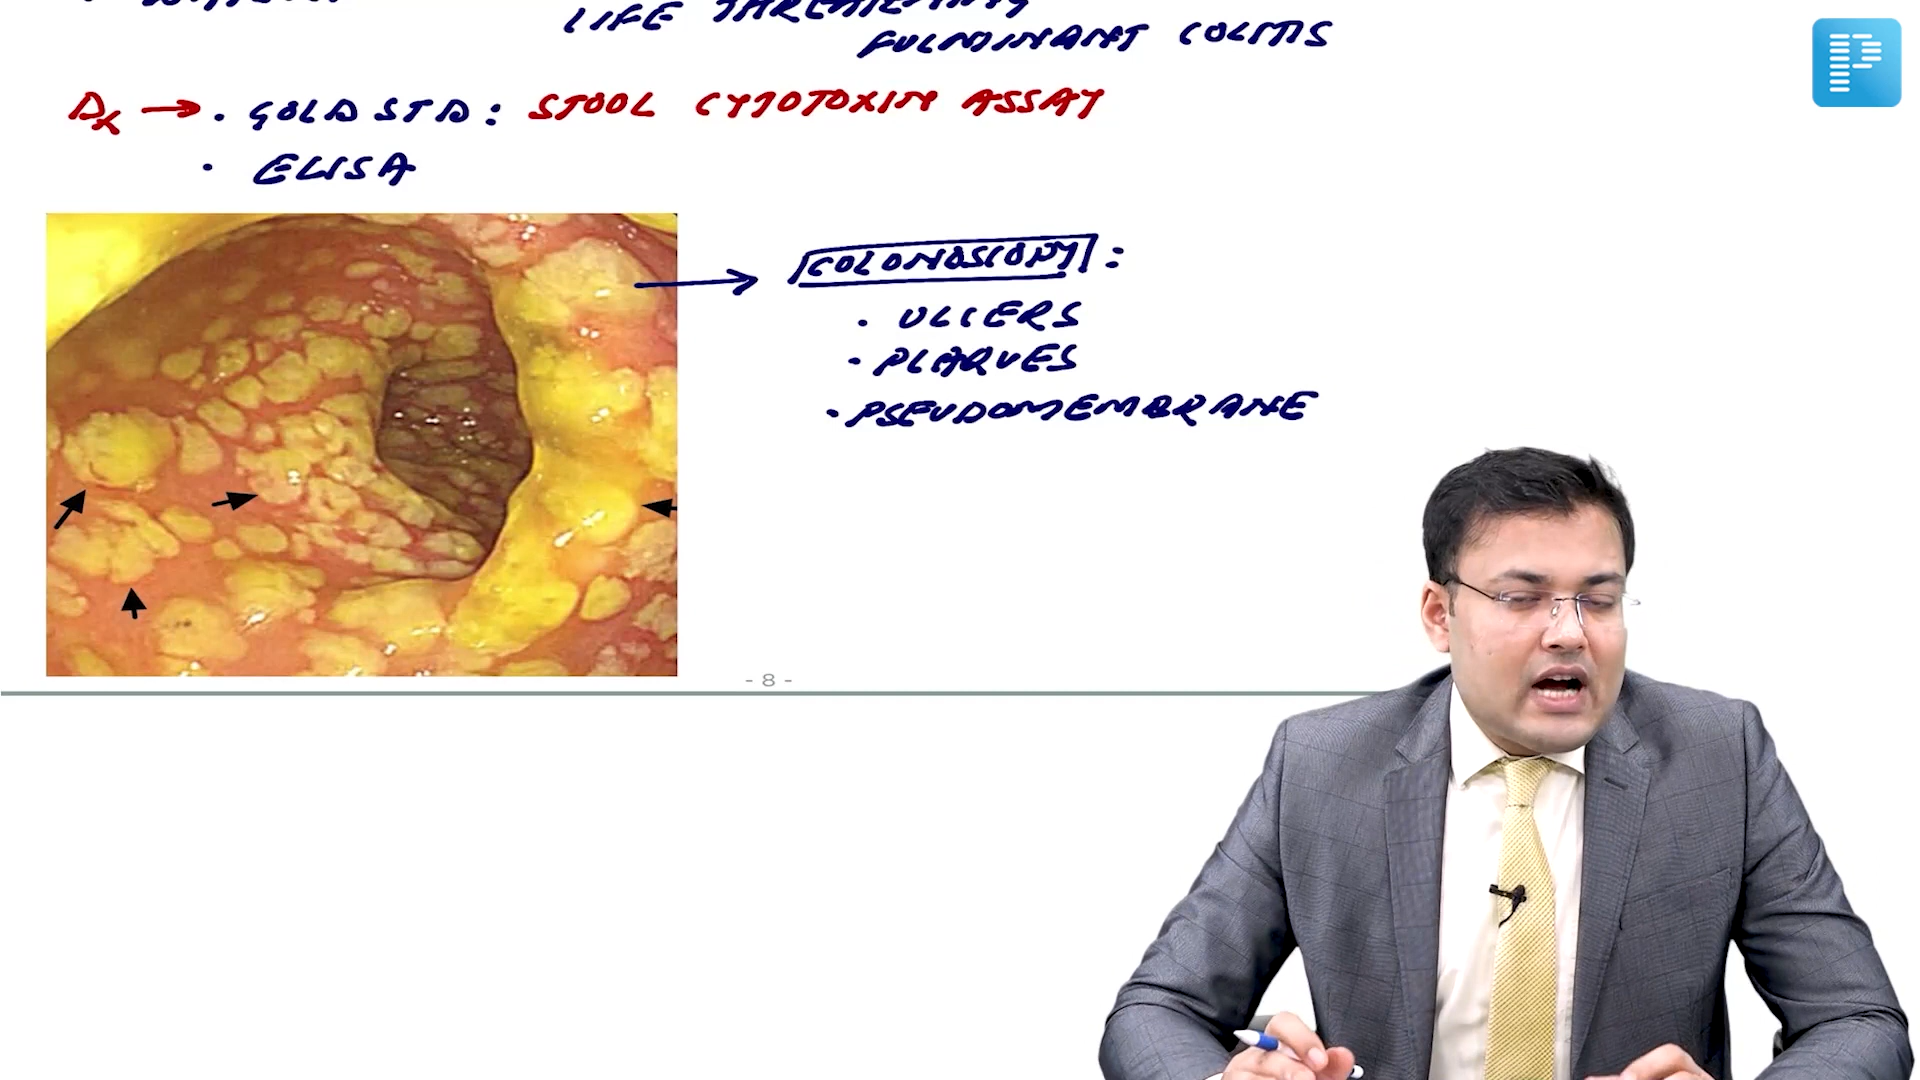 LIFE THREATENING
FULMINANT COLITIS
Dx → . GOLD STD: STOOL CYTOTOXIN ASSAY
. ELISA
COLONOSCOPY:
. ULCERS
. PLAQUES
. PSEUDOMEMBRANE
- 8 -